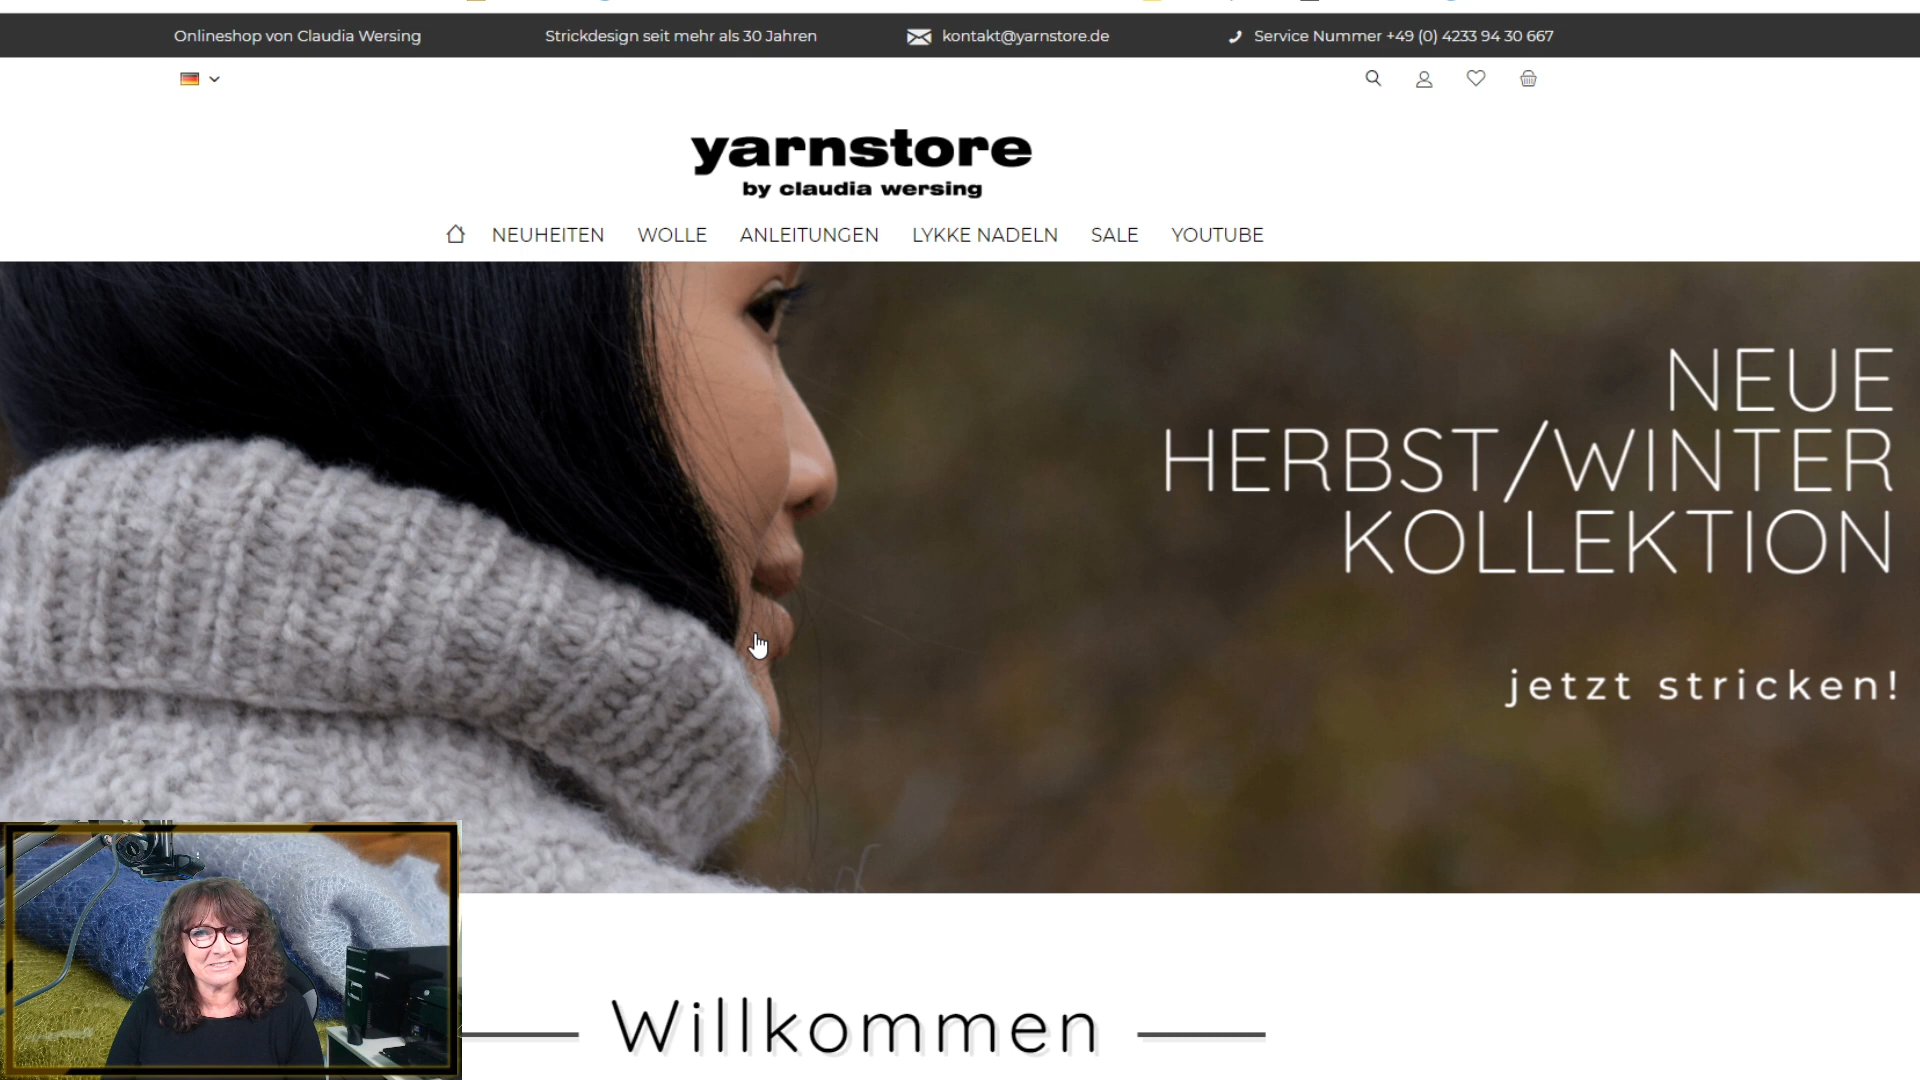 Onlineshop von Claudia Wersing
Strickdesign seit mehr als 30 Jahren
kontakt@yarnstore.de
Service Nummer +49 (0) 4233 94 30 667
yarnstore
by claudia wersing
NEUHEITEN WOLLE ANLEITUNGEN LYKKE NADELN SALE YOUTUBE
NEUE
HERBST/WINTER
KOLLEKTION
jetzt stricken!
Willkommen